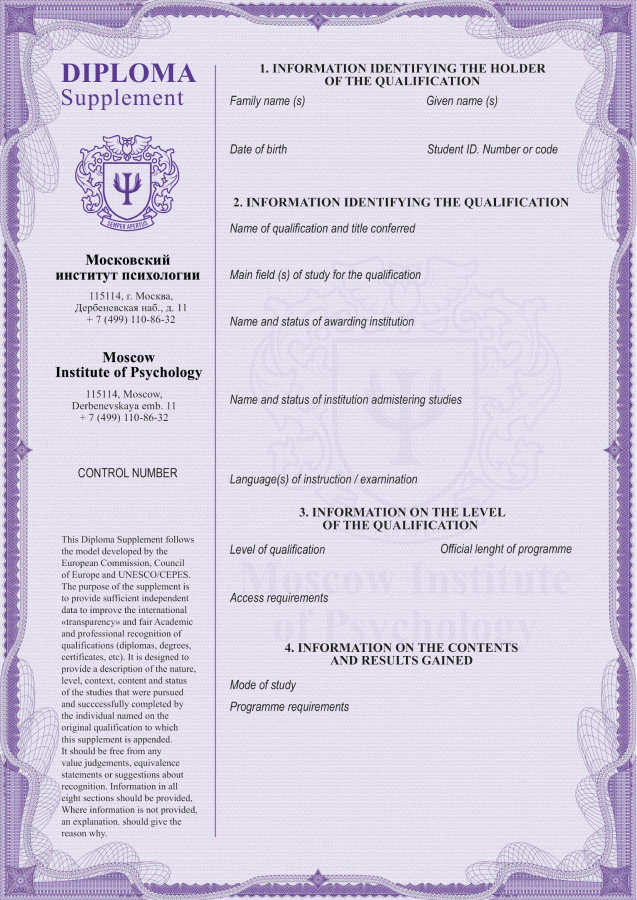 DIPLOMA
Supplement
SEMPER APERTUS
Московский
институт психологии
115114, г. Москва,
Дербеневская наб., д. 11
+ 7 (499) 110-86-32
Moscow
Institute of Psychology
115114, Moscow,
Derbenevskaya emb. 11
+ 7 (499) 110-86-32
CONTROL NUMBER
This Diploma Supplement follows
the model developed by the
European Commission, Council
of Europe and UNESCO/CEPES.
The purpose of the supplement is
to provide sufficient independent
data to improve the international
«transparency» and fair Academic
and professional recognition of
qualifications (diplomas, degrees,
certificates, etc). It is designed to
provide a description of the nature,
level, context, content and status
of the studies that were pursued
and succcessfully completed by
the individual named on the
original qualification to which
this supplement is appended.
It should be free from any
value judgements, equivalence
statements or suggestions about
recognition. Information in all
eight sections should be provided,
Where information is not provided,
an explanation. should give the
reason why.
1. INFORMATION IDENTIFYING THE HOLDER
OF THE QUALIFICATION
Family name (s) Given name (s)
Date of birth Student ID. Number or code
2. INFORMATION IDENTIFYING THE QUALIFICATION
Name of qualification and title conferred
Main field (s) of study for the qualification
Name and status of awarding institution
Name and status of institution admistering studies
Language(s) of instruction / examination
3. INFORMATION ON THE LEVEL
OF THE QUALIFICATION
Level of qualification Official lenght of programme
Moscow Institute
Access requirements
of Psychology
4. INFORMATION ON THE CONTENTS
AND RESULTS GAINED
Mode of study
Programme requirements